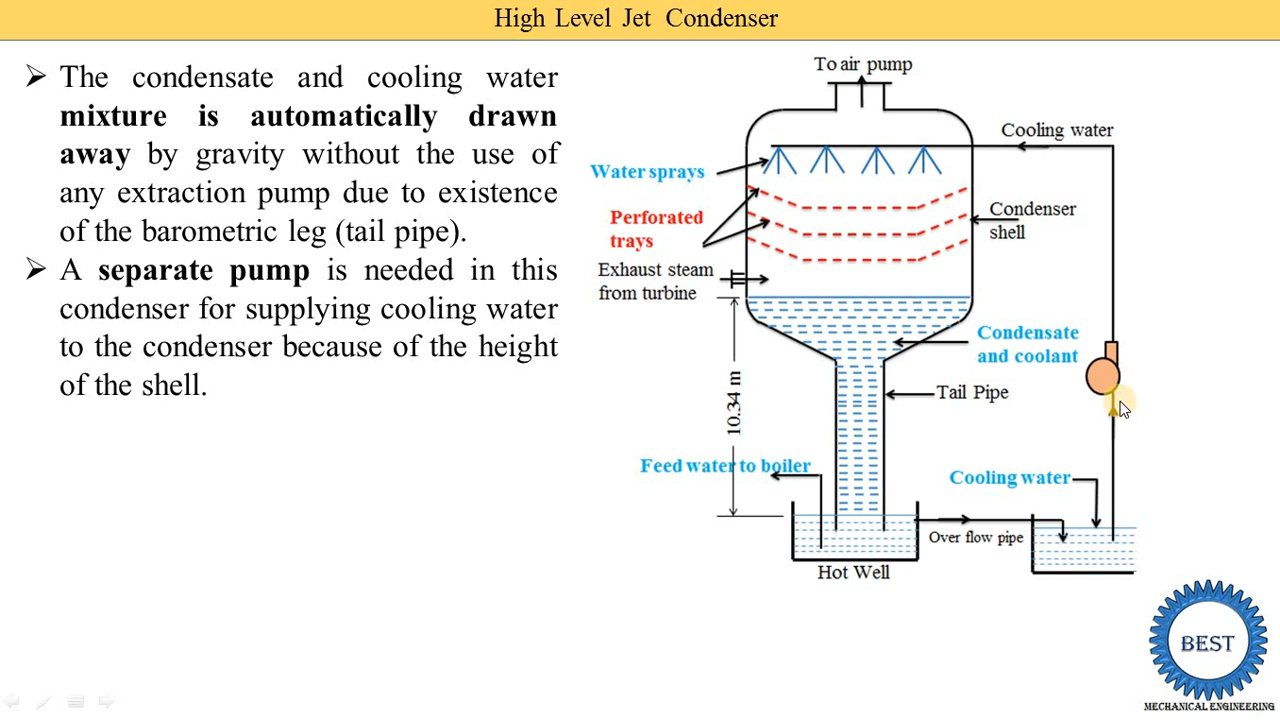 High Level Jet Condenser
➢ The condensate and cooling water
mixture is automatically drawn
away by gravity without the use of
any extraction pump due to existence
of the barometric leg (tail pipe).
➢ A separate pump is needed in this
condenser for supplying cooling water
to the condenser because of the height
of the shell.
To air pump
Cooling water
Water sprays
Perforated
trays
Condenser
shell
Exhaust steam
from turbine
Condensate
and coolant
10.34 m
Tail Pipe
Feed water to boiler
Cooling water
Over flow pipe
Hot Well
BEST
MECHANICAL ENGINEERING